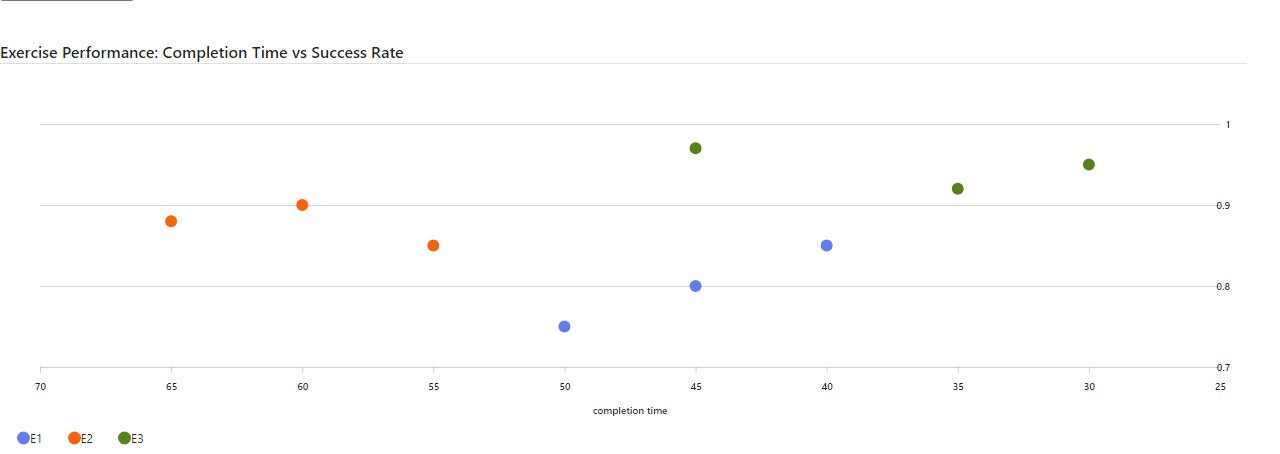 Exercise Performance: Completion Time vs Success Rate
1
0.9
0.8
0.7
70 65 60 55 50 45 40 35 30 25
completion time
E1 E2 E3